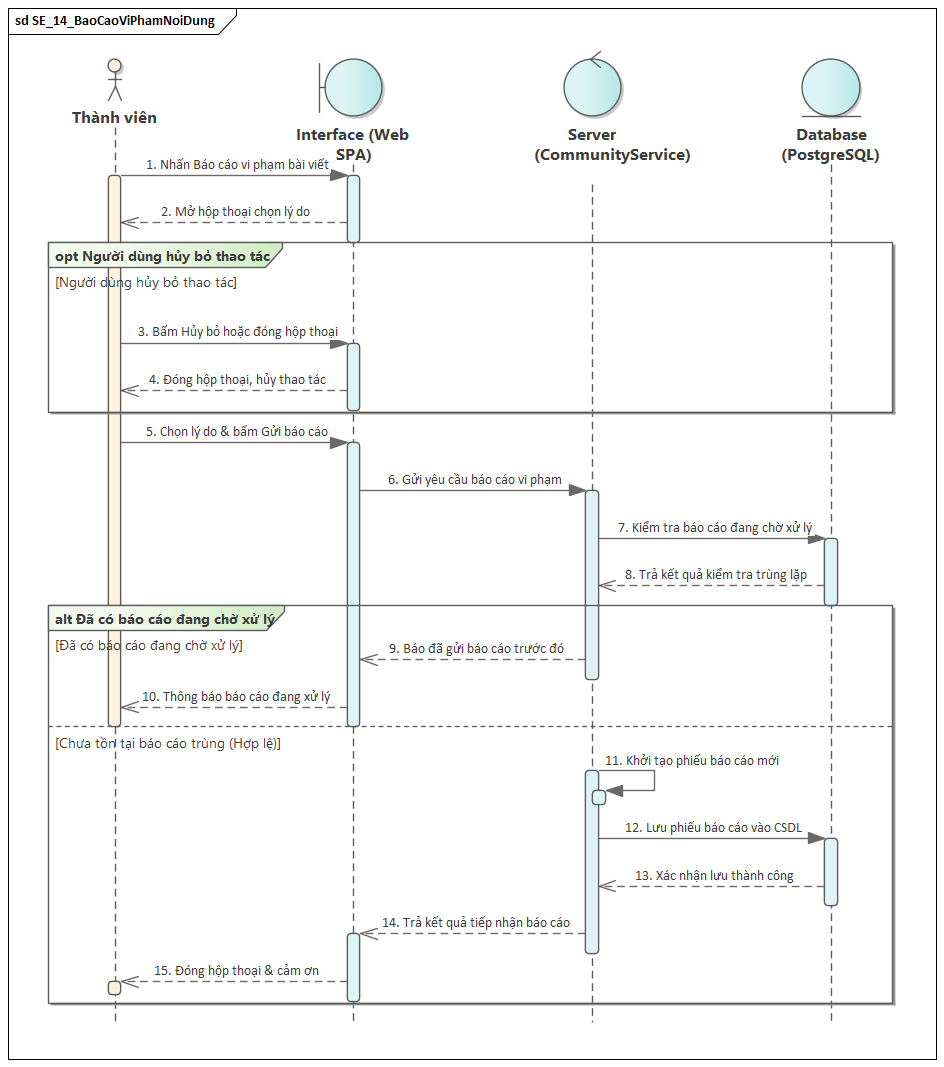 sd SE_14_BaoCaoViPhamNoiDung
Thành viên
Interface (Web
SPA)
Server
(CommunityService)
Database
(PostgreSQL)
1. Nhấn Báo cáo vi phạm bài viết
2. Mở hộp thoại chọn lý do
opt Người dùng hủy bỏ thao tác
[Người dùng hủy bỏ thao tác]
3. Bấm Hủy bỏ hoặc đóng hộp thoại
4. Đóng hộp thoại, hủy thao tác
5. Chọn lý do & bấm Gửi báo cáo
6. Gửi yêu cầu báo cáo vi phạm
7. Kiểm tra báo cáo đang chờ xử lý
8. Trả kết quả kiểm tra trùng lặp
alt Đã có báo cáo đang chờ xử lý
[Đã có báo cáo đang chờ xử lý]
9. Báo đã gửi báo cáo trước đó
10. Thông báo báo cáo đang xử lý
[Chưa tồn tại báo cáo trùng (Hợp lệ)]
11. Khởi tạo phiếu báo cáo mới
12. Lưu phiếu báo cáo vào CSDL
13. Xác nhận lưu thành công
14. Trả kết quả tiếp nhận báo cáo
15. Đóng hộp thoại & cảm ơn